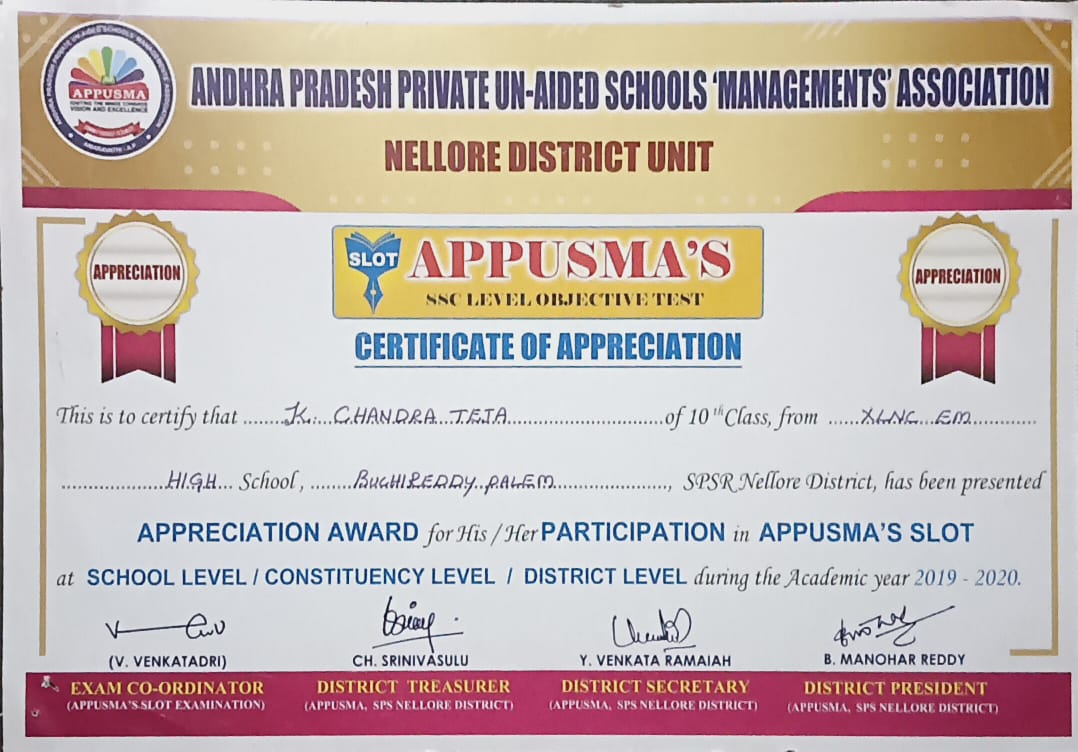 ANDHRA PRADESH PRIVATE UN-AIDED SCHOOLS 'MANAGEMENTS' ASSOCIATION
APPUSMA
IGNITING THE MINDS TOWARDS
VISION AND EXCELLENCE
NELLORE DISTRICT UNIT
APPRECIATION
SLOT APPUSMA'S
SSC LEVEL OBJECTIVE TEST
APPRECIATION
CERTIFICATE OF APPRECIATION
This is to certify that ......K....CHANDRA..TEJA..........................of 10th Class, from ......XLNC...EM.............
...................HIGH... School, ........BUCHIREDDY..PALEM....................., SPSR Nellore District, has been presented
APPRECIATION AWARD for His / Her PARTICIPATION in APPUSMA'S SLOT
at SCHOOL LEVEL / CONSTITUENCY LEVEL / DISTRICT LEVEL during the Academic year 2019 - 2020.
(V. VENKATADRI) CH. SRINIVASULU Y. VENKATA RAMAIAH B. MANOHAR REDDY
EXAM CO-ORDINATOR DISTRICT TREASURER DISTRICT SECRETARY DISTRICT PRESIDENT
(APPUSMA'S SLOT EXAMINATION) (APPUSMA, SPS NELLORE DISTRICT) (APPUSMA, SPS NELLORE DISTRICT) (APPUSMA, SPS NELLORE DISTRICT)